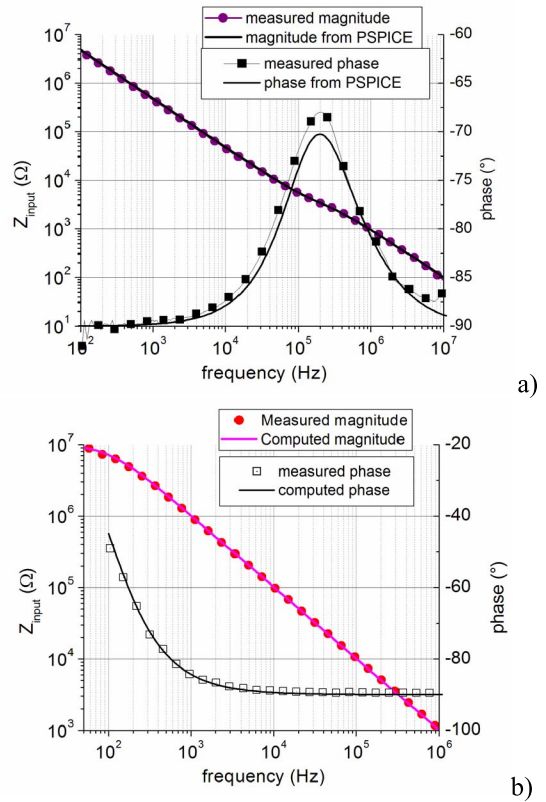 measured magnitude
magnitude from PSPICE
measured phase
phase from PSPICE
10^7
10^6
10^5
10^4
10^3
10^2
10^1
Z_input (Ω)
-60
-65
-70
-75
-80
-85
-90
phase (°)
10^2 10^3 10^4 10^5 10^6 10^7
frequency (Hz)
a)
Measured magnitude
Computed magnitude
measured phase
computed phase
10^7
10^6
10^5
10^4
10^3
Z_input (Ω)
-20
-40
-60
-80
-100
phase (°)
10^2 10^3 10^4 10^5 10^6
frequency (Hz)
b)